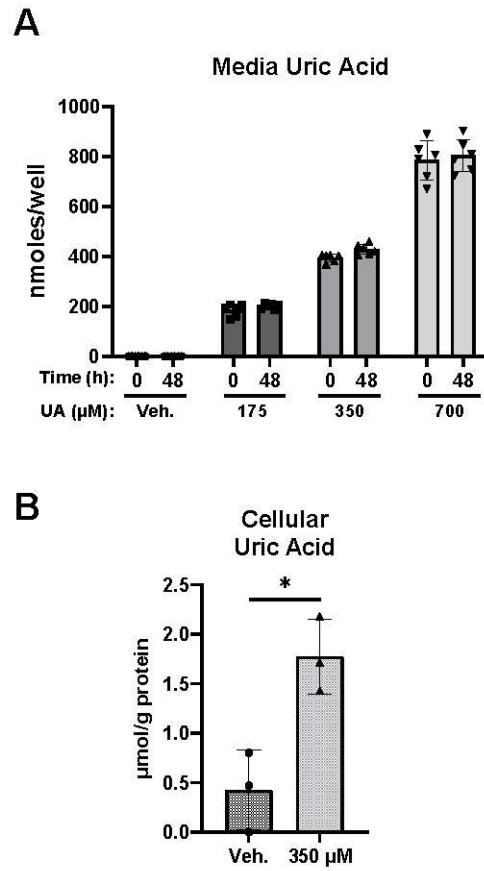 A
Media Uric Acid
nmoles/well
1000
800
600
400
200
0
Time (h): 0 48 0 48 0 48 0 48
UA (µM): Veh. 175 350 700
B
Cellular
Uric Acid
µmol/g protein
2.5
2.0
1.5
1.0
0.5
0.0
*
Veh. 350 µM